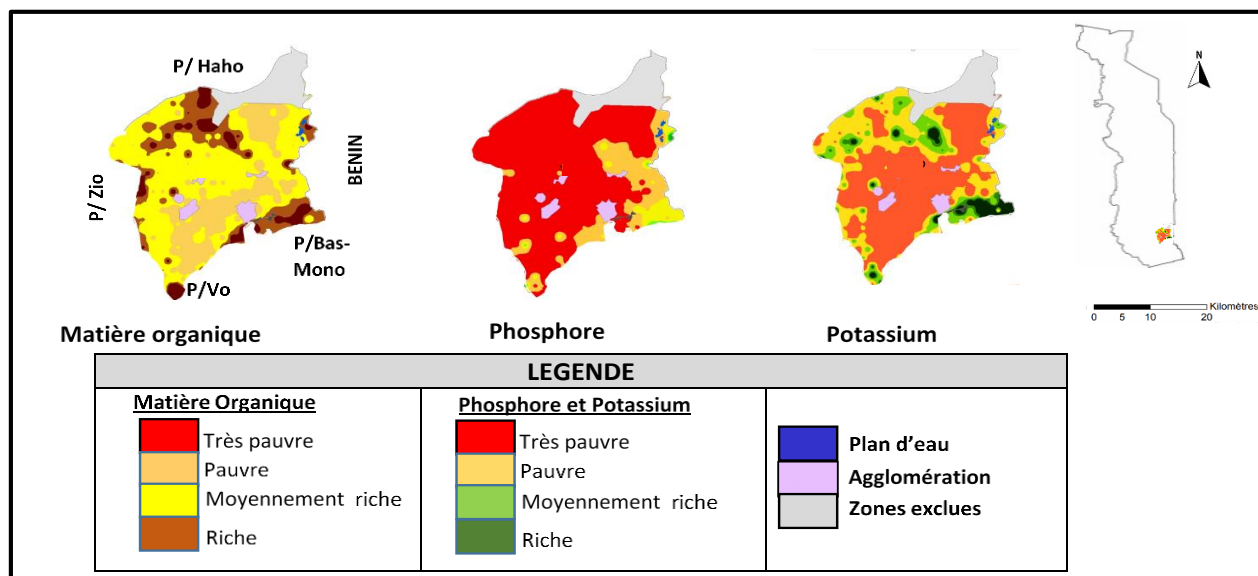 P/ Haho
P/ Zio
BENIN
P/Bas-
Mono
P/Vo
N
Kilomètres
0 5 10 20
Matière organique
Phosphore
Potassium
LEGENDE
Matière Organique
Très pauvre
Pauvre
Moyennement riche
Riche
Phosphore et Potassium
Très pauvre
Pauvre
Moyennement riche
Riche
Plan d’eau
Agglomération
Zones exclues